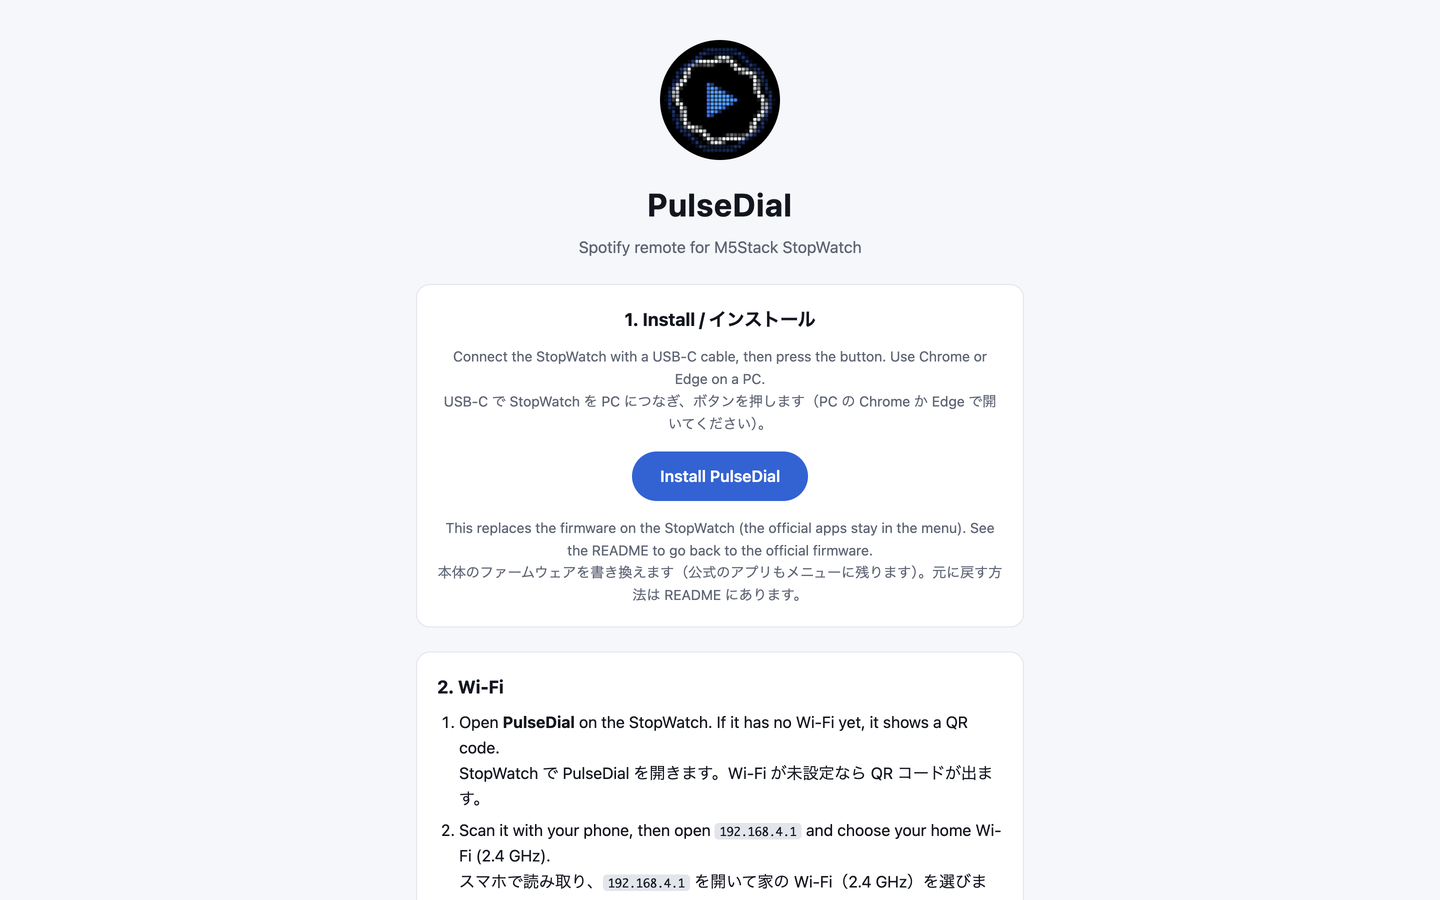 PulseDial
Spotify remote for M5Stack StopWatch
1. Install / インストール
Connect the StopWatch with a USB-C cable, then press the button. Use Chrome or
Edge on a PC.
USB-C で StopWatch を PC につなぎ、ボタンを押します（PC の Chrome か Edge で開
いてください）。
Install PulseDial
This replaces the firmware on the StopWatch (the official apps stay in the menu). See
the README to go back to the official firmware.
本体のファームウェアを書き換えます（公式のアプリもメニューに残ります）。元に戻す方
法は README にあります。
2. Wi-Fi
1. Open PulseDial on the StopWatch. If it has no Wi-Fi yet, it shows a QR
code.
StopWatch で PulseDial を開きます。Wi-Fi が未設定なら QR コードが出ま
す。
2. Scan it with your phone, then open 192.168.4.1 and choose your home Wi-
Fi (2.4 GHz).
スマホで読み取り、192.168.4.1 を開いて家の Wi-Fi（2.4 GHz）を選びま